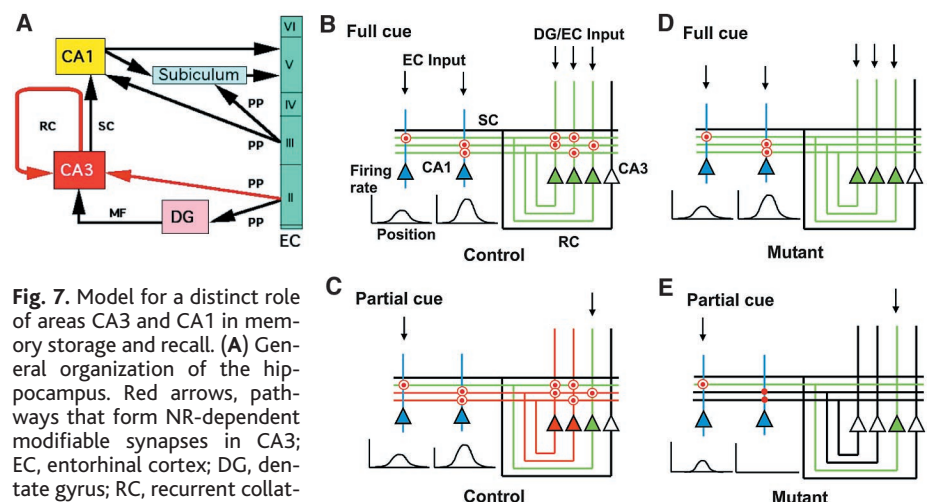 A
VI
CA1
V
Subiculum
PP
IV
RC
SC
III
PP
CA3
PP
II
MF
DG
PP
EC
B
Full cue
DG/EC Input
EC Input
SC
CA1
CA3
Firing
rate
Position
RC
Control
D
Full cue
Mutant
C
Partial cue
Control
E
Partial cue
Mutant
Fig. 7. Model for a distinct role
of areas CA3 and CA1 in mem-
ory storage and recall. (A) Gen-
eral organization of the hip-
pocampus. Red arrows, path-
ways that form NR-dependent
modifiable synapses in CA3;
EC, entorhinal cortex; DG, den-
tate gyrus; RC, recurrent collat-